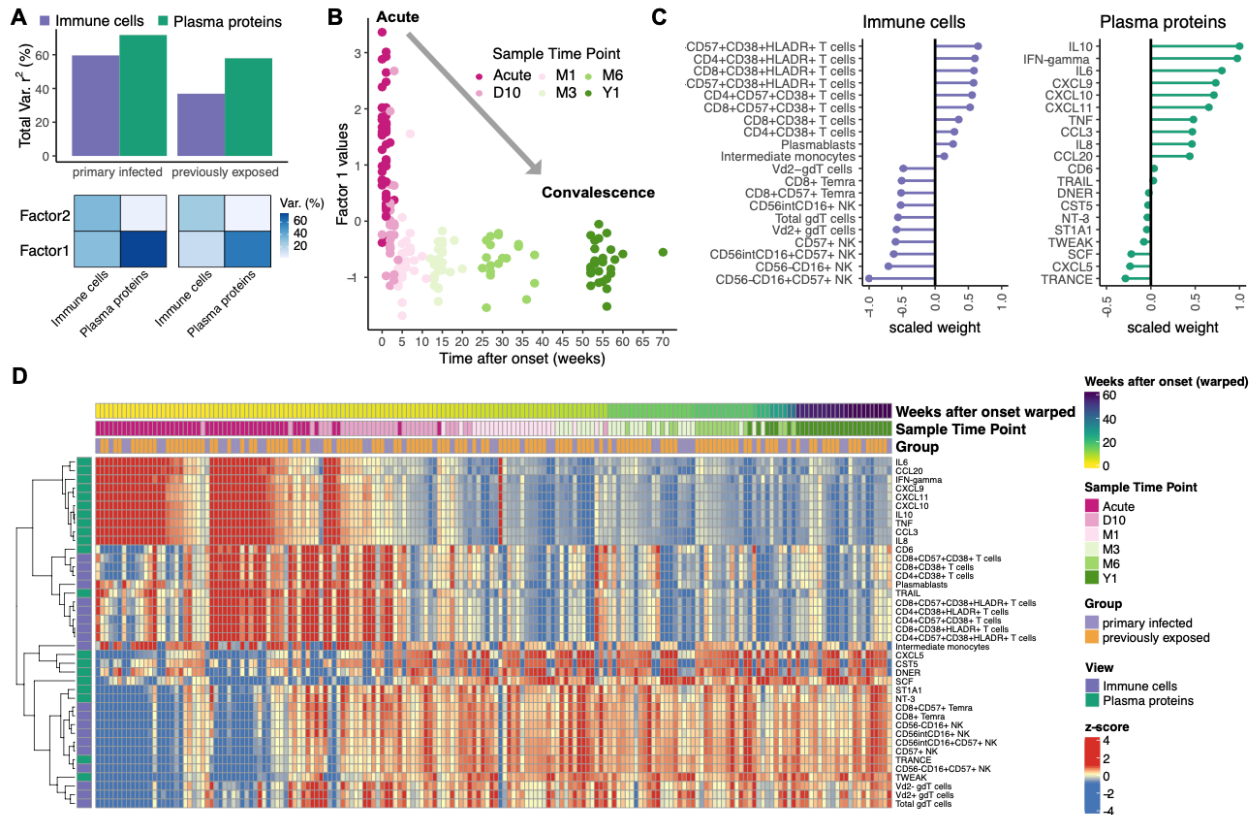 A
Immune cells
Plasma proteins
Total Var. r² (%)
60
40
20
0
primary infected
previously exposed
Factor2
Factor1
Immune cells
Plasma proteins
Immune cells
Plasma proteins
Var. (%)
60
40
20
B
Acute
Sample Time Point
Acute
M1
M6
D10
M3
Y1
Convalescence
Factor 1 values
3
2
1
0
−1
0 5 10 15 20 25 30 35 40 45 50 55 60 65 70
Time after onset (weeks)
C
Immune cells
CD57+CD38+HLADR+ T cells
CD4+CD38+HLADR+ T cells
CD8+CD38+HLADR+ T cells
CD57+CD38+HLADR+ T cells
CD4+CD57+CD38+ T cells
CD8+CD57+CD38+ T cells
CD8+CD38+ T cells
CD4+CD38+ T cells
Plasmablasts
Intermediate monocytes
Vd2−gdT cells
CD8+ Temra
CD8+CD57+ Temra
CD56intCD16+ NK
Total gdT cells
Vd2+ gdT cells
CD57+ NK
CD56intCD16+CD57+ NK
CD56-CD16+ NK
CD56−CD16+CD57+ NK
-1.0 -0.5 0.0 0.5 1.0
scaled weight
Plasma proteins
IL10
IFN-gamma
IL6
CXCL9
CXCL10
CXCL11
TNF
CCL3
IL8
CCL20
CD6
TRAIL
DNER
CST5
NT-3
ST1A1
TWEAK
SCF
CXCL5
TRANCE
-0.5 0.0 0.5 1.0
scaled weight
D
Weeks after onset warped
Sample Time Point
Group
IL6
CCL20
IFN-gamma
CXCL9
CXCL11
CXCL10
IL10
TNF
CCL3
IL8
CD6
CD8+CD57+CD38+ T cells
CD8+CD38+ T cells
CD4+CD38+ T cells
Plasmablasts
TRAIL
CD8+CD57+CD38+HLADR+ T cells
CD4+CD38+HLADR+ T cells
CD4+CD57+CD38+ T cells
CD8+CD38+HLADR+ T cells
CD4+CD57+CD38+HLADR+ T cells
Intermediate monocytes
CXCL5
CST5
DNER
SCF
ST1A1
NT-3
CD8+CD57+ Temra
CD8+ Temra
CD56-CD16+ NK
CD56intCD16+ NK
CD56intCD16+CD57+ NK
CD57+ NK
TRANCE
CD56-CD16+CD57+ NK
TWEAK
Vd2- gdT cells
Vd2+ gdT cells
Total gdT cells
Weeks after onset (warped)
60
40
20
0
Sample Time Point
Acute
D10
M1
M3
M6
Y1
Group
primary infected
previously exposed
View
Immune cells
Plasma proteins
z-score
4
2
0
-2
-4